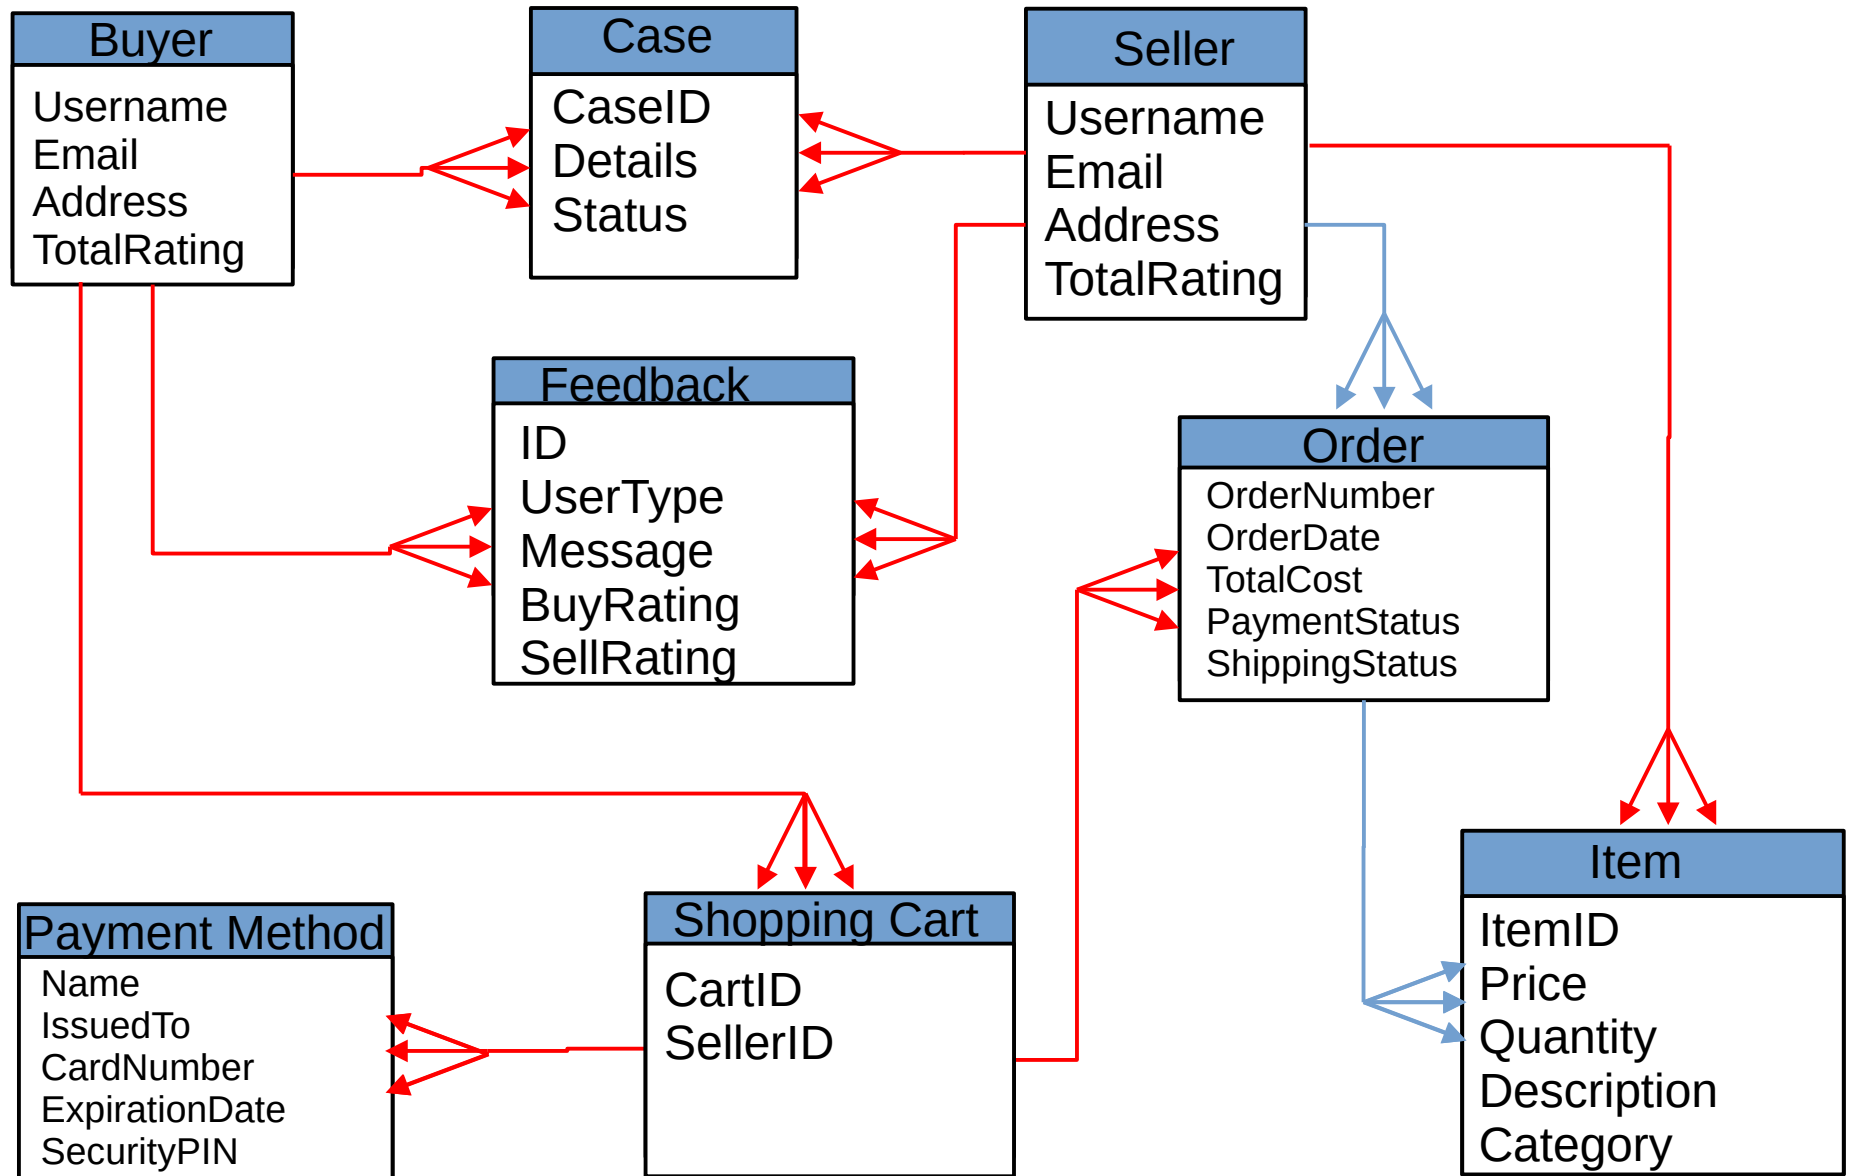 Buyer
Username
Email
Address
TotalRating
Case
CaseID
Details
Status
Seller
Username
Email
Address
TotalRating
Feedback
ID
UserType
Message
BuyRating
SellRating
Order
OrderNumber
OrderDate
TotalCost
PaymentStatus
ShippingStatus
Payment Method
Name
IssuedTo
CardNumber
ExpirationDate
SecurityPIN
Shopping Cart
CartID
SellerID
Item
ItemID
Price
Quantity
Description
Category